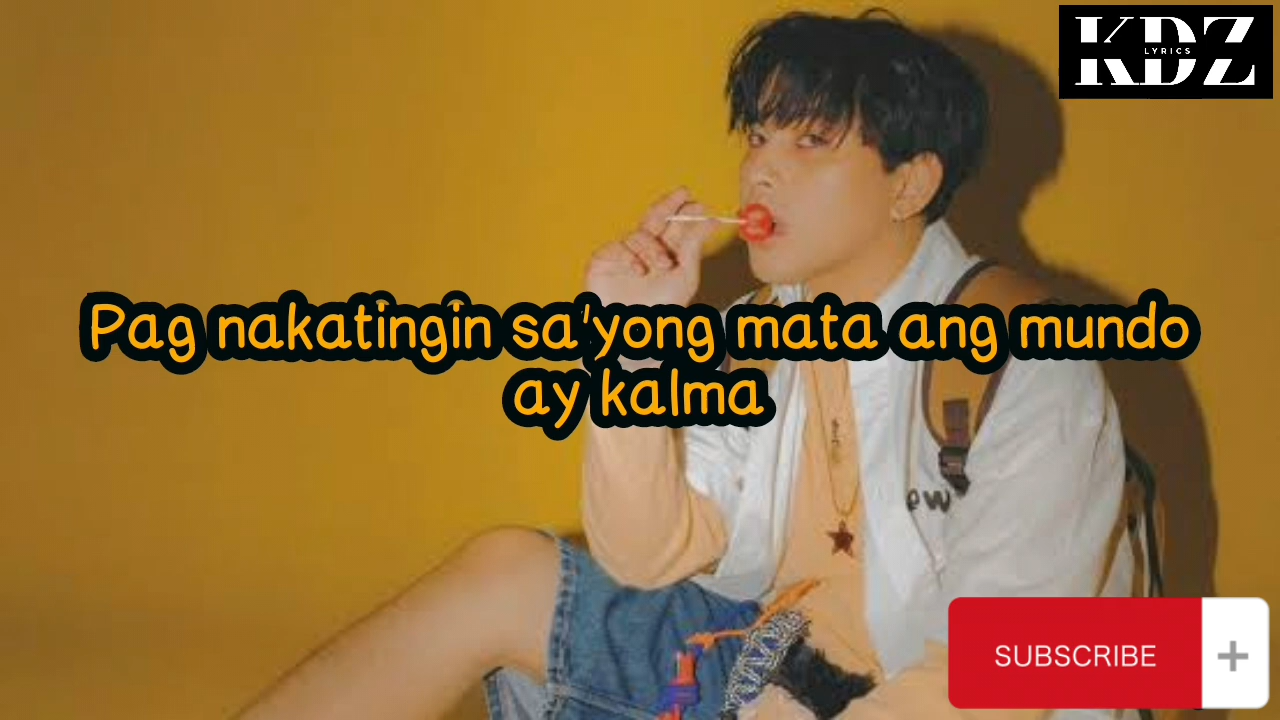 KDZ
LYRICS
Pag nakatingin sa'yong mata ang mundo
ay kalma
SUBSCRIBE
+